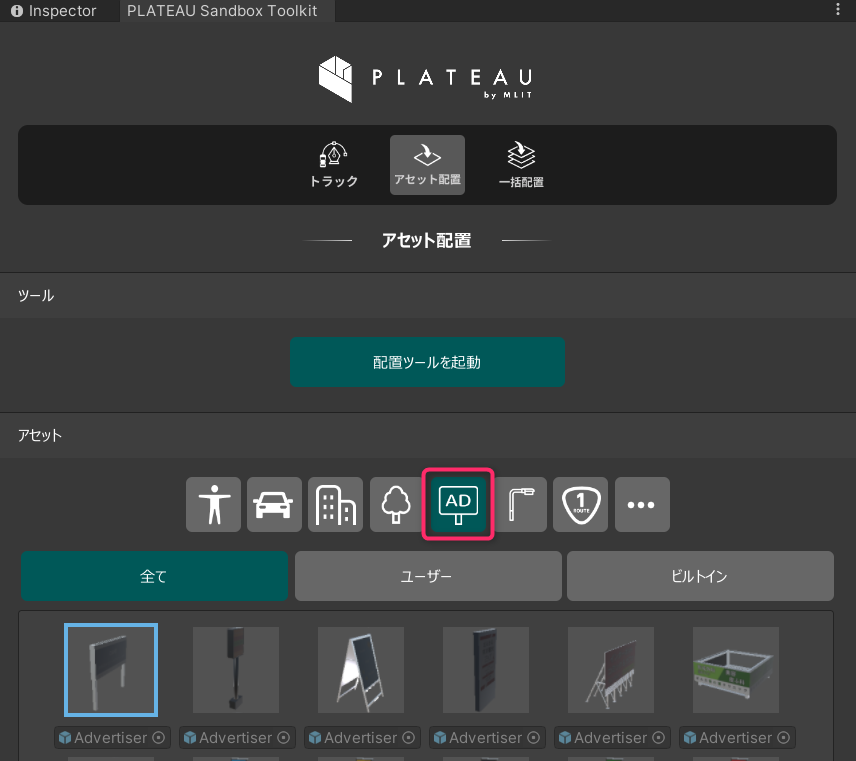 Inspector PLATEAU Sandbox Toolkit
PLATEAU
by MLIT
トラック アセット配置 一括配置
アセット配置
ツール
配置ツールを起動
アセット
AD 1
ROUTE
全て ユーザー ビルトイン
Advertiser Advertiser Advertiser Advertiser Advertiser Advertiser